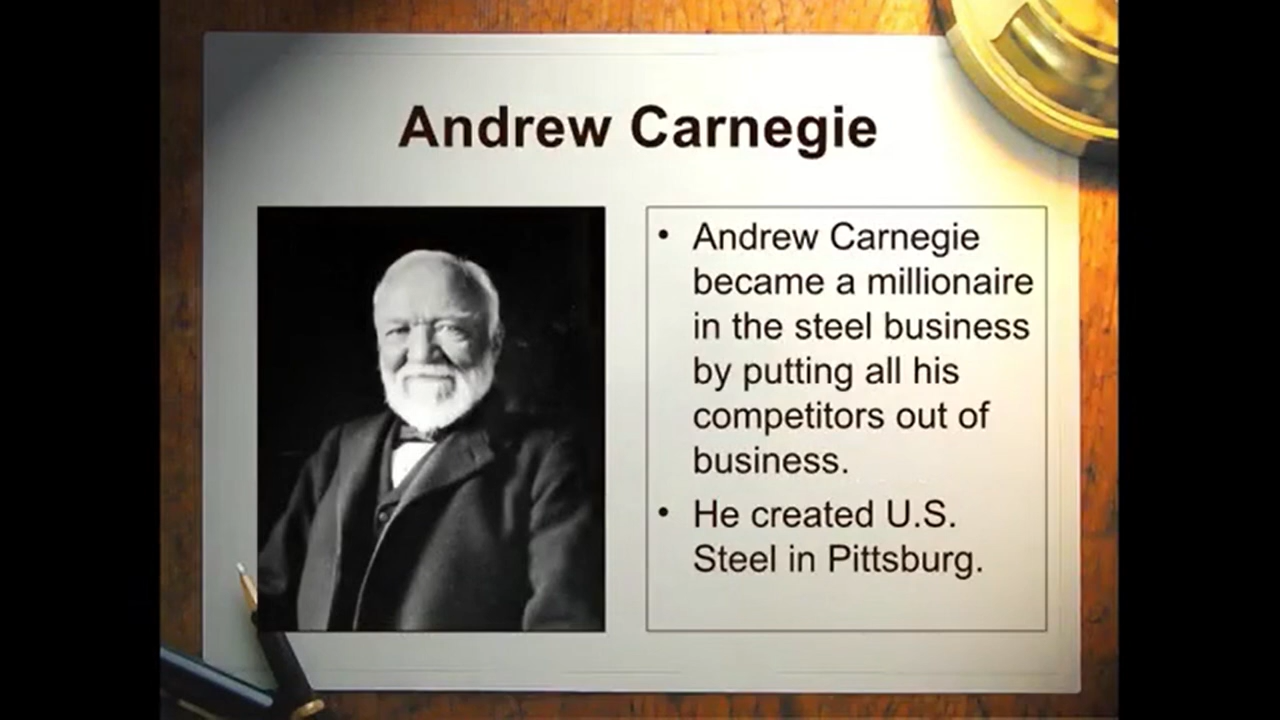 Andrew Carnegie
• Andrew Carnegie
became a millionaire
in the steel business
by putting all his
competitors out of
business.
• He created U.S.
Steel in Pittsburg.